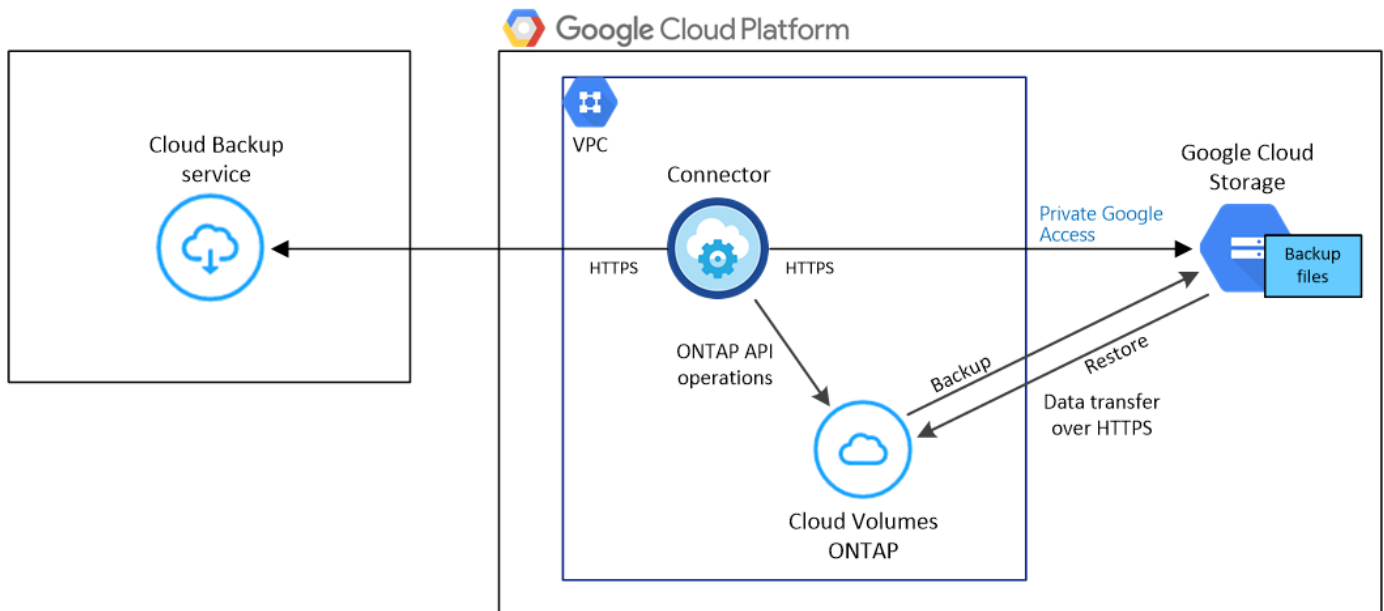 Google Cloud Platform
Cloud Backup
service
VPC
Connector
Google Cloud
Storage
Private Google
Access
HTTPS
HTTPS
Backup
files
ONTAP API
operations
Backup
Restore
Data transfer
over HTTPS
Cloud Volumes
ONTAP